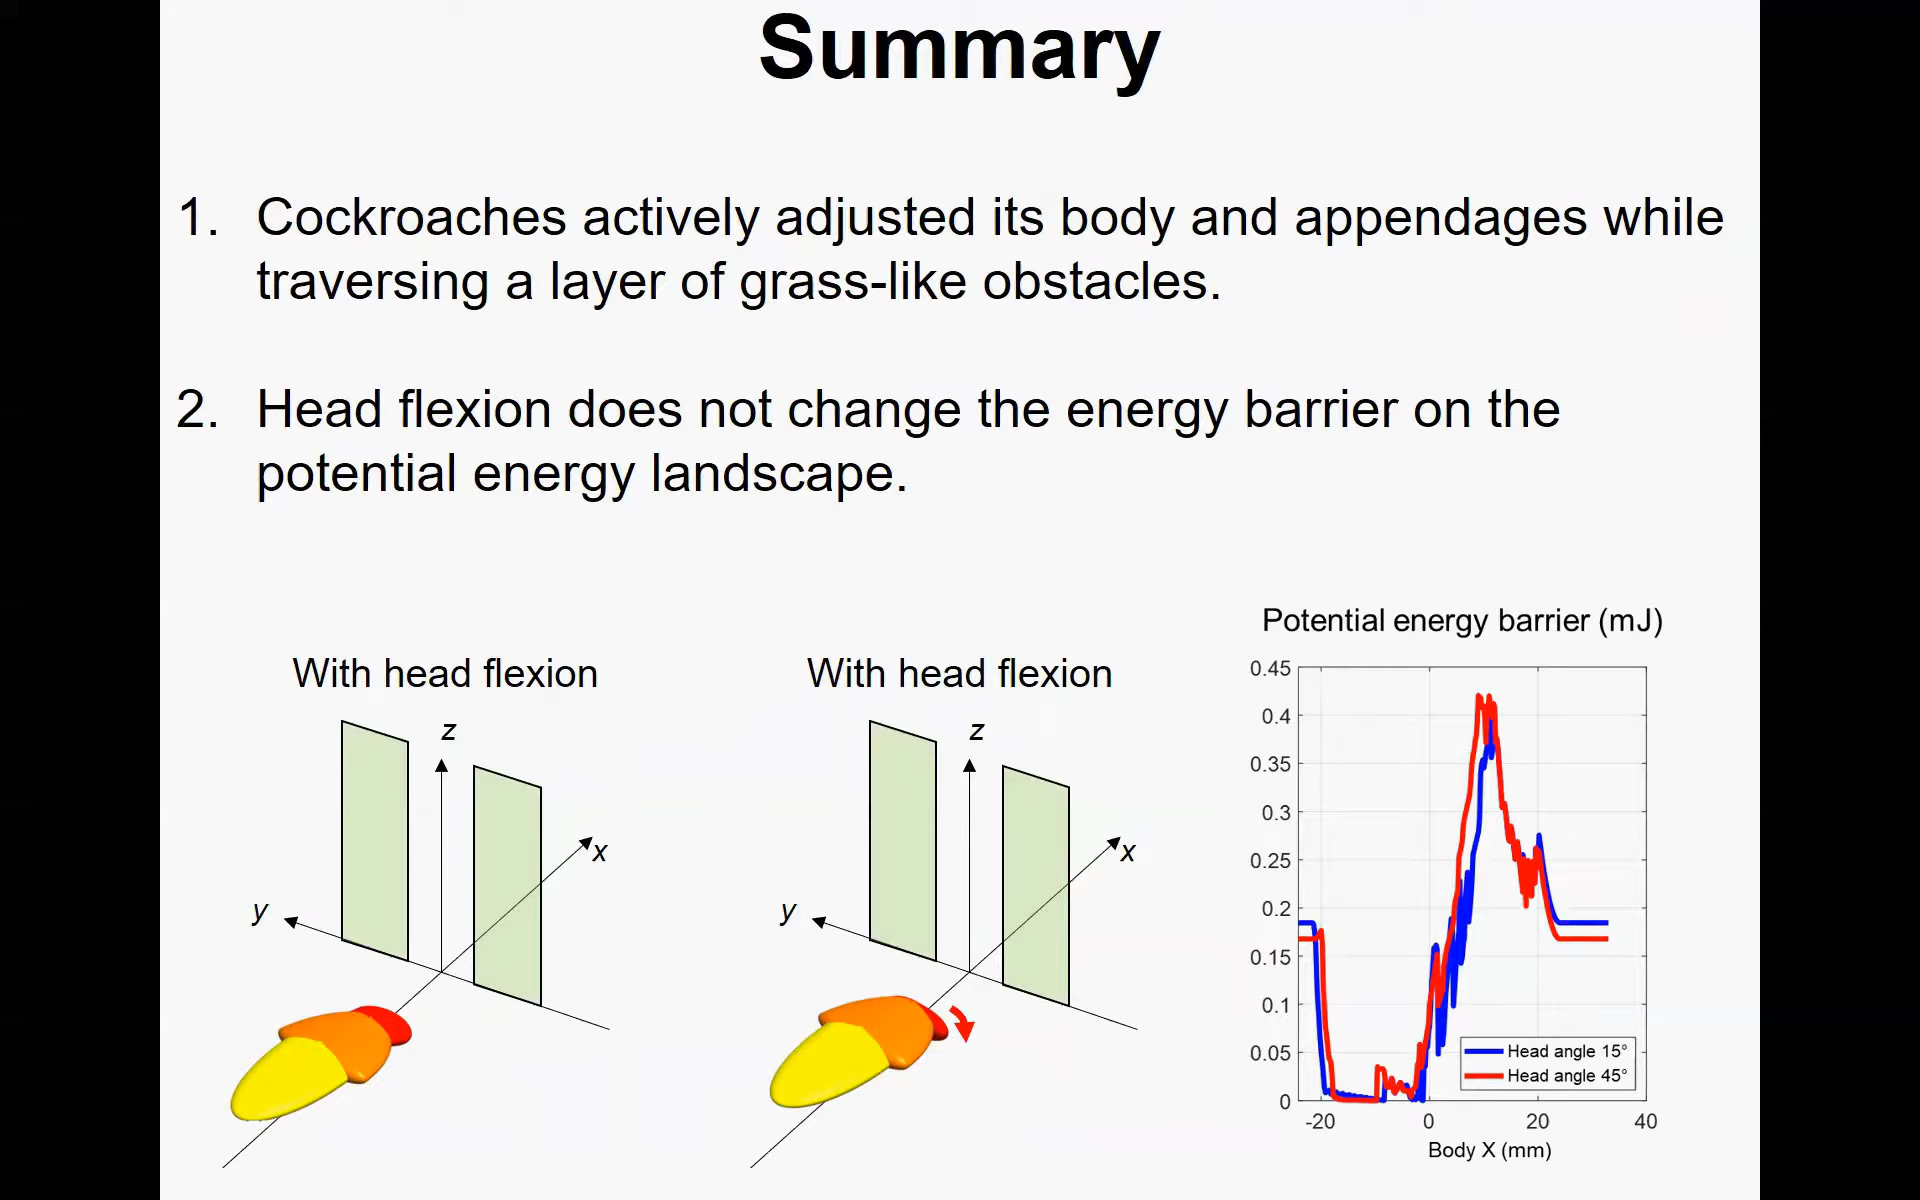 Summary
1. Cockroaches actively adjusted its body and appendages while
traversing a layer of grass-like obstacles.
2. Head flexion does not change the energy barrier on the
potential energy landscape.
With head flexion
z
x
y
With head flexion
z
x
y
Potential energy barrier (mJ)
0.45
0.4
0.35
0.3
0.25
0.2
0.15
0.1
0.05
0
Head angle 15°
Head angle 45°
-20 0 20 40
Body X (mm)